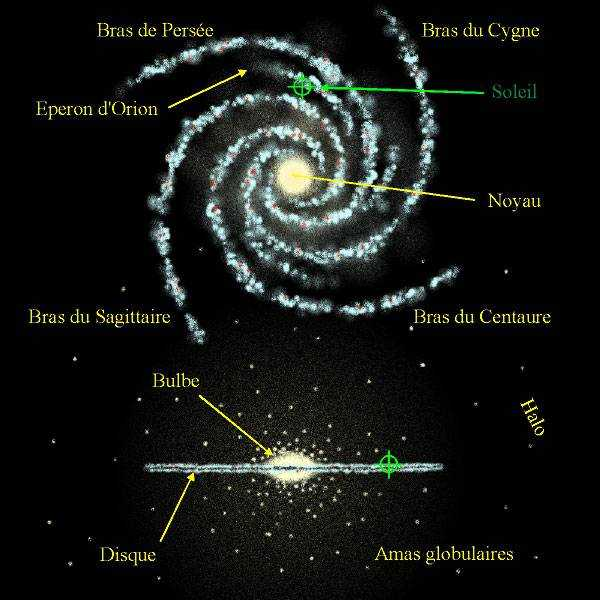 Bras de Persée
Bras du Cygne
Eperon d'Orion
Soleil
Noyau
Bras du Sagittaire
Bras du Centaure
Bulbe
Halo
Disque
Amas globulaires